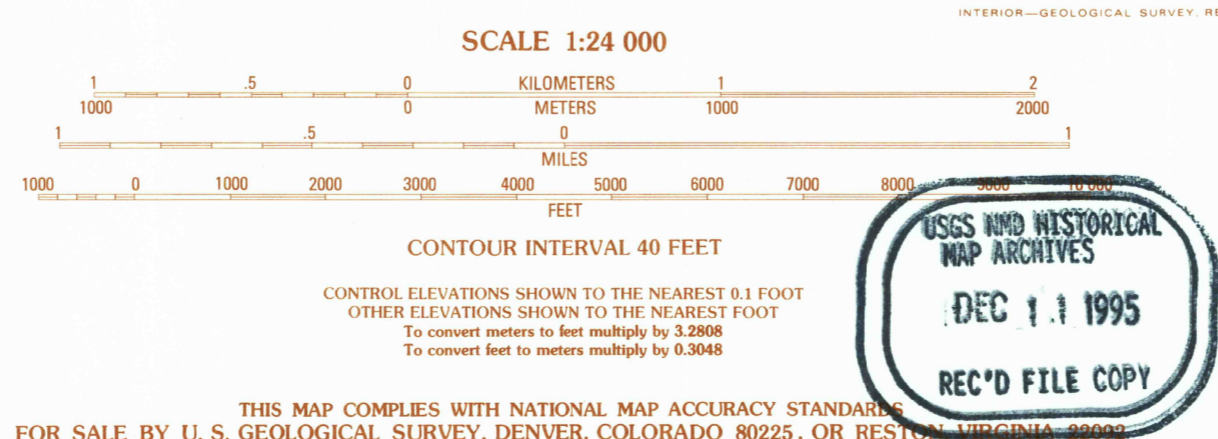 INTERIOR—GEOLOGICAL SURVEY, RE
SCALE 1:24 000
1 .5 0 KILOMETERS 1 2
1000 0 METERS 1000 2000
1 .5 0 1
MILES
1000 0 1000 2000 3000 4000 5000 6000 7000 8000 9000 10 000
FEET
CONTOUR INTERVAL 40 FEET
CONTROL ELEVATIONS SHOWN TO THE NEAREST 0.1 FOOT
OTHER ELEVATIONS SHOWN TO THE NEAREST FOOT
To convert meters to feet multiply by 3.2808
To convert feet to meters multiply by 0.3048
THIS MAP COMPLIES WITH NATIONAL MAP ACCURACY STANDARDS
FOR SALE BY U. S. GEOLOGICAL SURVEY, DENVER, COLORADO 80225, OR RESTON VIRGINIA 22092
USGS NMD HISTORICAL
MAP ARCHIVES
DEC 11 1995
REC'D FILE COPY